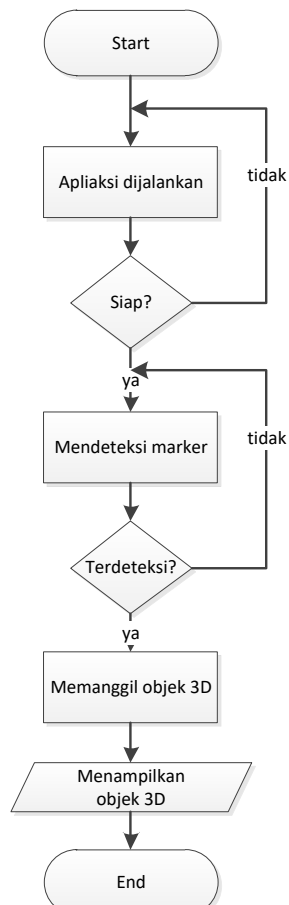 Start
Apliaksi dijalankan
tidak
Siap?
ya
Mendeteksi marker
tidak
Terdeteksi?
ya
Memanggil objek 3D
Menampilkan
objek 3D
End